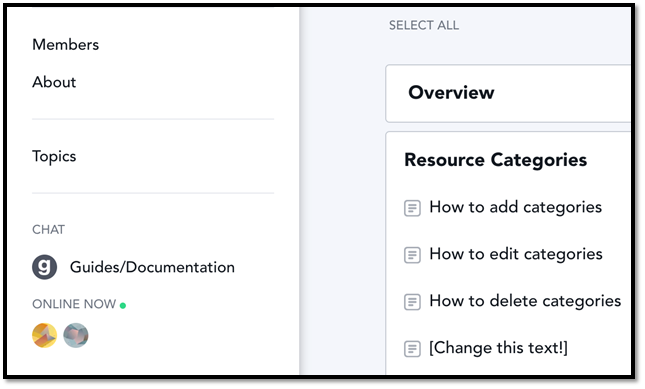 Members
About
Topics
CHAT
g
Guides/Documentation
ONLINE NOW
SELECT ALL
Overview
Resource Categories
How to add categories
How to edit categories
How to delete categories
[Change this text!]